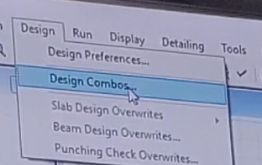 Design Run Display Detailing Tools
Design Preferences...
Design Combos...
Slab Design Overwrites
Beam Design Overwrites...
Punching Check Overwrites...